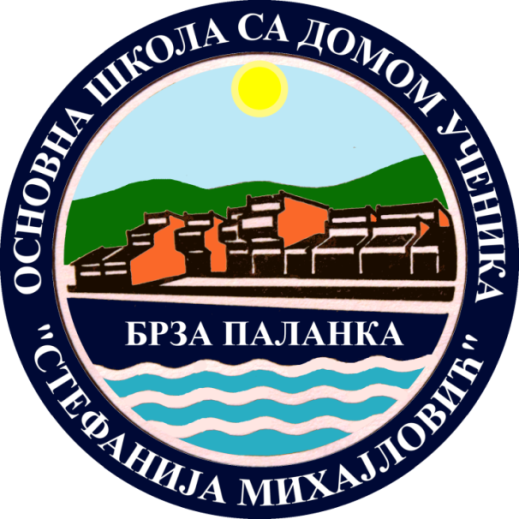 ОСНОВНА ШКОЛА СА ДОМОМ УЧЕНИКА
БРЗА ПАЛАНКА
"СТЕФАНИЈА МИХАЈЛОВИЋ"